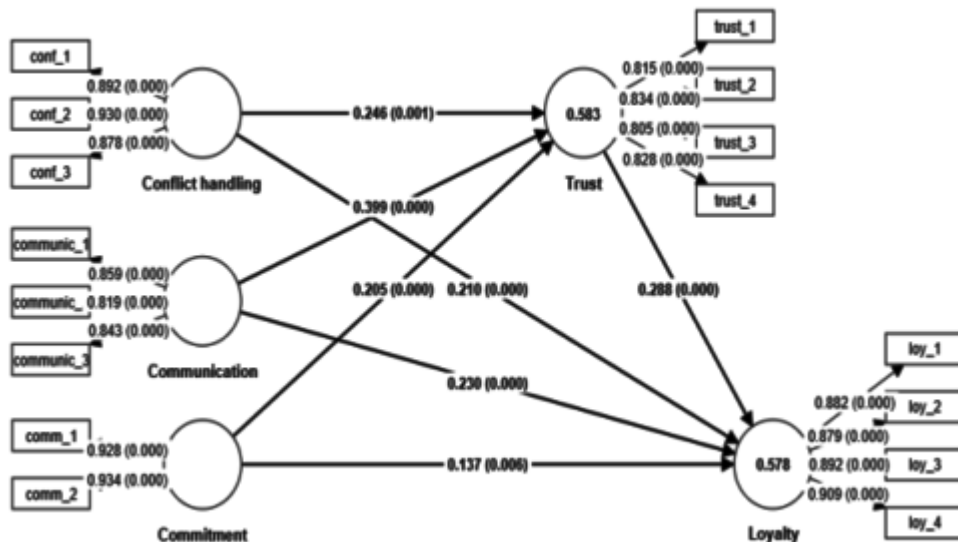 conf_1
0.892 (0.000)
conf_2
0.930 (0.000)
0.878 (0.000)
conf_3
Conflict handling
0.246 (0.001)
0.583
Trust
trust_1
0.815 (0.000)
trust_2
0.834 (0.000)
0.805 (0.000)
trust_3
0.828 (0.000)
trust_4
0.399 (0.000)
communic_1
0.859 (0.000)
communic_
0.819 (0.000)
0.843 (0.000)
communic_3
Communication
0.205 (0.000)
0.210 (0.000)
0.288 (0.000)
0.230 (0.000)
comm_1
0.928 (0.000)
0.934 (0.000)
comm_2
Commitment
0.137 (0.006)
0.578
Loyalty
loy_1
0.882 (0.000)
loy_2
0.879 (0.000)
0.892 (0.000)
loy_3
0.909 (0.000)
loy_4